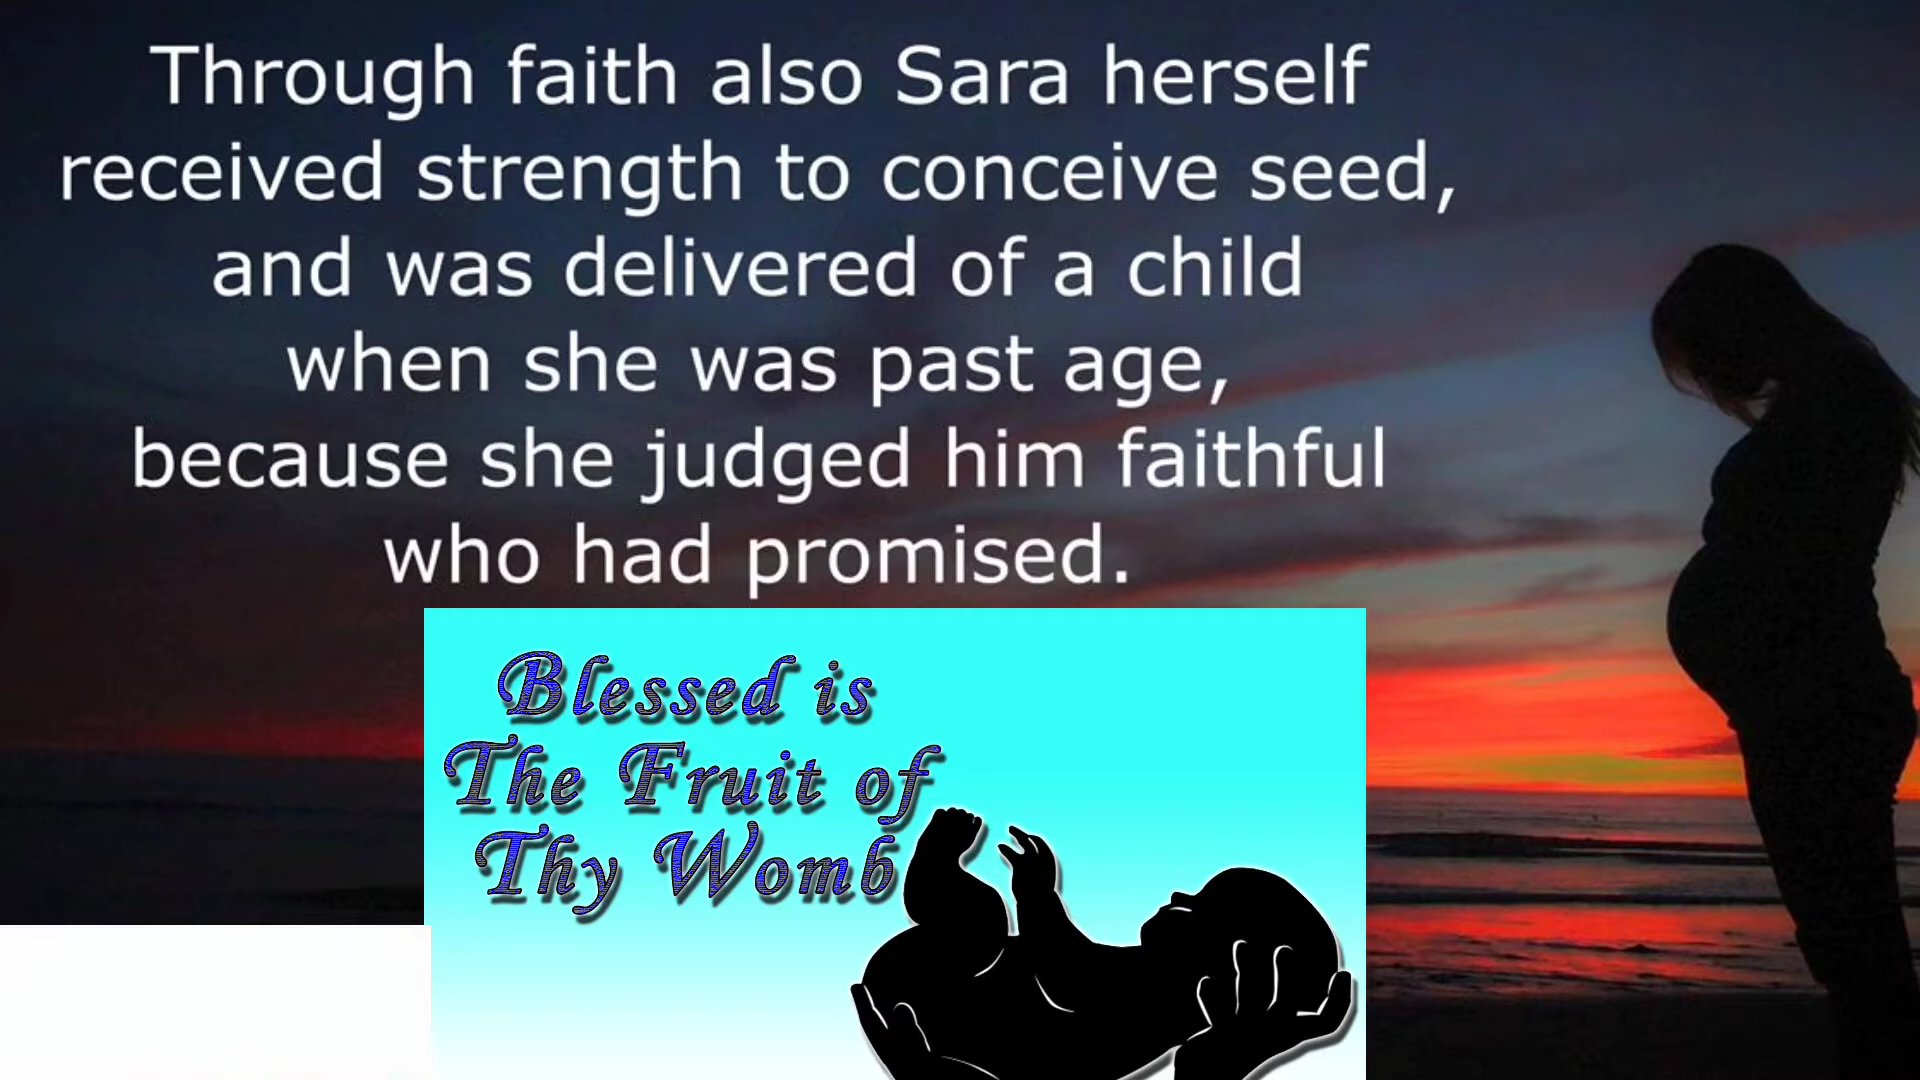 Through faith also Sara herself
received strength to conceive seed,
and was delivered of a child
when she was past age,
because she judged him faithful
who had promised.
Blessed is
The Fruit of
Thy Womb